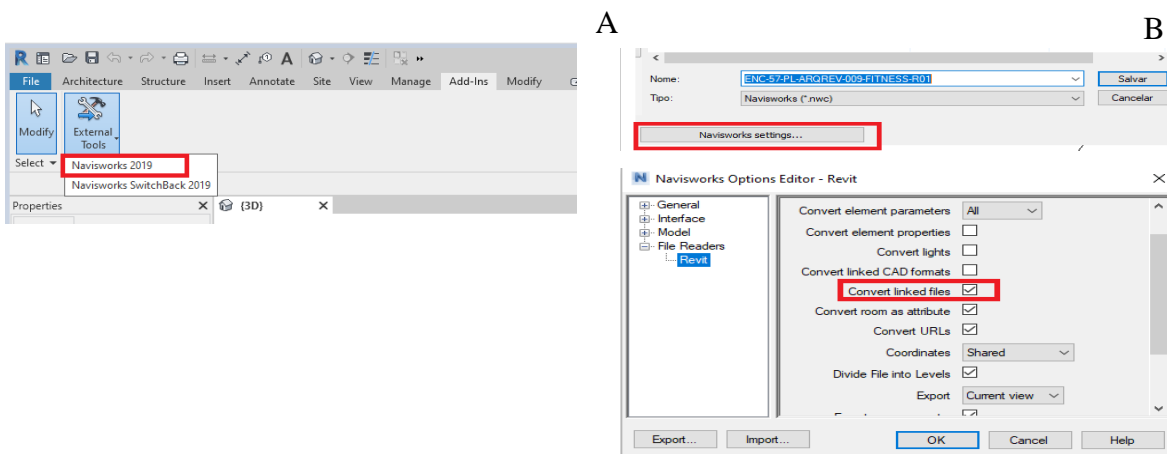 A
B
File Architecture Structure Insert Annotate Site View Manage Add-Ins Modify
Modify
External Tools
Select
Navisworks 2019
Navisworks SwitchBack 2019
Properties
{3D}
Nome: ENC-57-PL-ARQREV-009-FITNESS-R01 Salvar
Tipo: Navisworks (*.nwc) Cancelar
Navisworks settings...
Navisworks Options Editor - Revit
General
Interface
Model
File Readers
Revit
Convert element parameters All
Convert element properties
Convert lights
Convert linked CAD formats
Convert linked files
Convert room as attribute
Convert URLs
Coordinates Shared
Divide File into Levels
Export Current view
Export... Import... OK Cancel Help